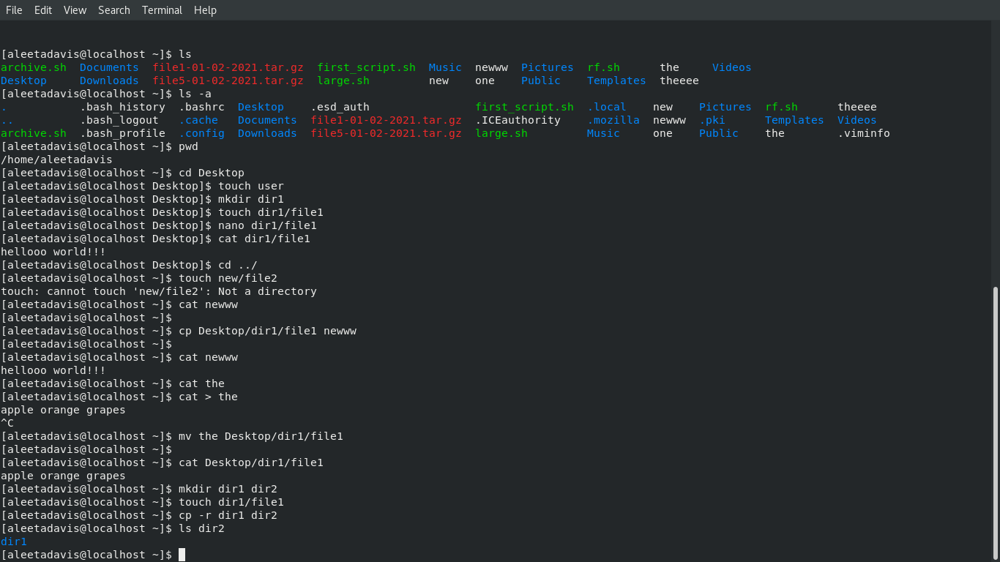 File Edit View Search Terminal Help
[aleetadavis@localhost ~]$ ls
archive.sh Documents file1-01-02-2021.tar.gz first_script.sh Music newww Pictures rf.sh the Videos
Desktop Downloads file5-01-02-2021.tar.gz large.sh new one Public Templates theeee
[aleetadavis@localhost ~]$ ls -a
. .bash_history .bashrc Desktop .esd_auth first_script.sh .local new Pictures rf.sh theeee
.. .bash_logout .cache Documents file1-01-02-2021.tar.gz .ICEauthority .mozilla newww .pki Templates Videos
archive.sh .bash_profile .config Downloads file5-01-02-2021.tar.gz large.sh Music one Public the .viminfo
[aleetadavis@localhost ~]$ pwd
/home/aleetadavis
[aleetadavis@localhost ~]$ cd Desktop
[aleetadavis@localhost Desktop]$ touch user
[aleetadavis@localhost Desktop]$ mkdir dir1
[aleetadavis@localhost Desktop]$ touch dir1/file1
[aleetadavis@localhost Desktop]$ nano dir1/file1
[aleetadavis@localhost Desktop]$ cat dir1/file1
hellooo world!!!
[aleetadavis@localhost Desktop]$ cd ../
[aleetadavis@localhost ~]$ touch new/file2
touch: cannot touch 'new/file2': Not a directory
[aleetadavis@localhost ~]$ cat newww
[aleetadavis@localhost ~]$
[aleetadavis@localhost ~]$ cp Desktop/dir1/file1 newww
[aleetadavis@localhost ~]$
[aleetadavis@localhost ~]$ cat newww
hellooo world!!!
[aleetadavis@localhost ~]$ cat the
[aleetadavis@localhost ~]$ cat > the
apple orange grapes
^C
[aleetadavis@localhost ~]$ mv the Desktop/dir1/file1
[aleetadavis@localhost ~]$
[aleetadavis@localhost ~]$ cat Desktop/dir1/file1
apple orange grapes
[aleetadavis@localhost ~]$ mkdir dir1 dir2
[aleetadavis@localhost ~]$ touch dir1/file1
[aleetadavis@localhost ~]$ cp -r dir1 dir2
[aleetadavis@localhost ~]$ ls dir2
dir1
[aleetadavis@localhost ~]$